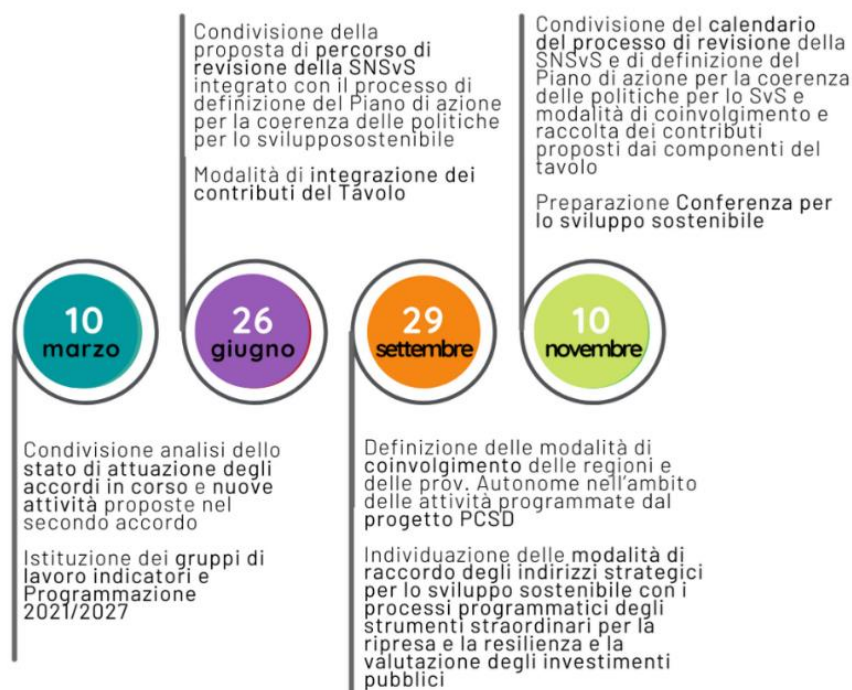 Condivisione della
proposta di percorso di
revisione della SNSvS
integrato con il processo di
definizione del Piano di azione
per la coerenza delle politiche
per lo svilupposostenibile
Modalità di integrazione dei
contributi del Tavolo
Condivisione del calendario
del processo di revisione della
SNSvS e di definizione del
Piano di azione per la coerenza
delle politiche per lo SvS e
modalità di coinvolgimento e
raccolta dei contributi
proposti dai componenti del
tavolo
Preparazione Conferenza per
lo sviluppo sostenibile
10
marzo
26
giugno
29
settembre
10
novembre
Condivisione analisi dello
stato di attuazione degli
accordi in corso e nuove
attività proposte nel
secondo accordo
Istituzione dei gruppi di
lavoro indicatori e
Programmazione
2021/2027
Definizione delle modalità di
coinvolgimento delle regioni e
delle prov. Autonome nell'ambito
delle attività programmate dal
progetto PCSD
Individuazione delle modalità di
raccordo degli indirizzi strategici
per lo sviluppo sostenibile con i
processi programmatici degli
strumenti straordinari per la
ripresa e la resilienza e la
valutazione degli investimenti
pubblici